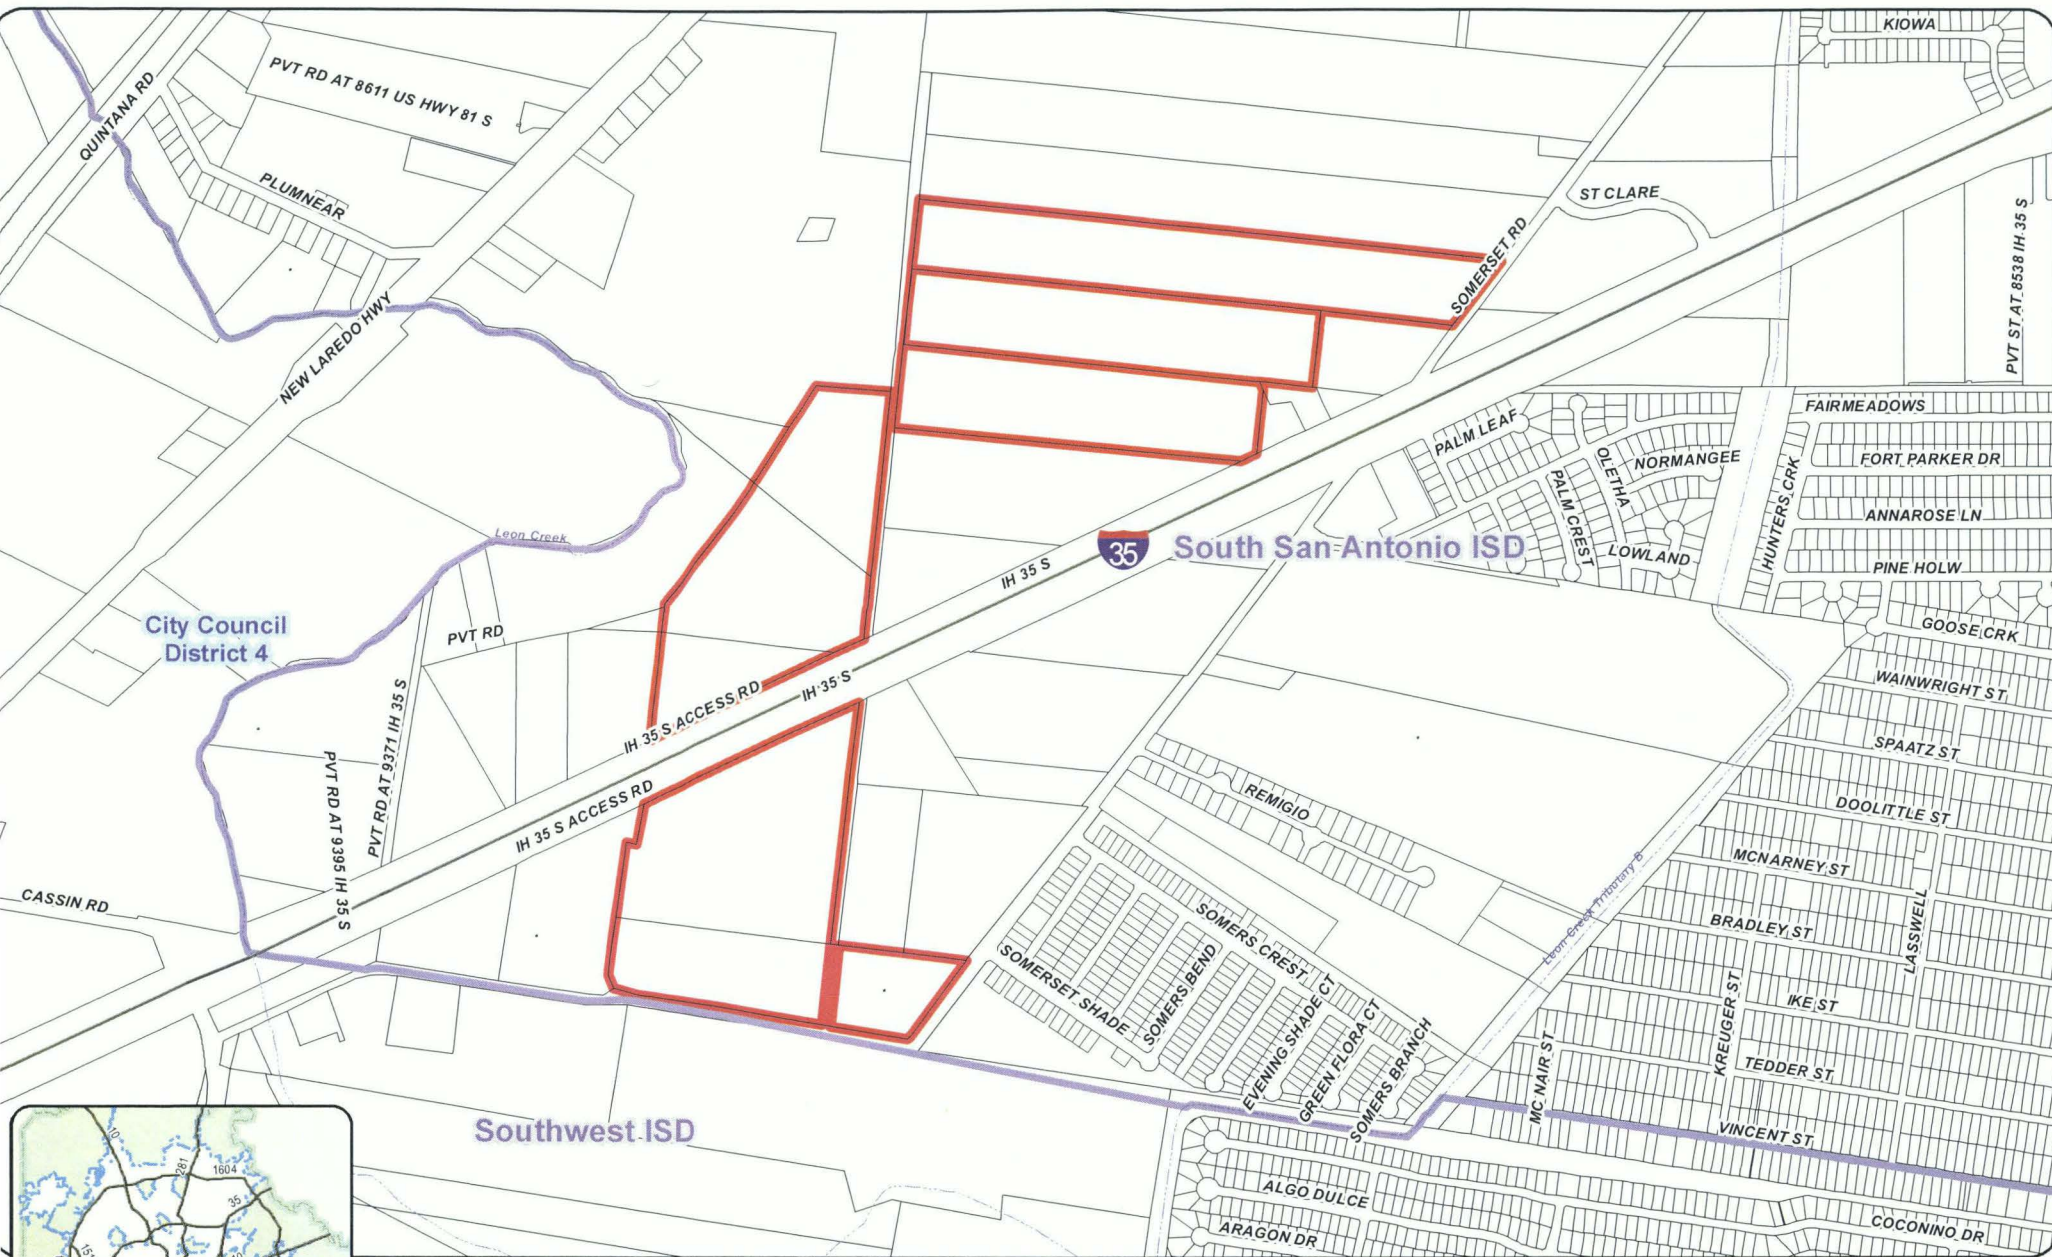 KIOWA
QUINTANA RD
PVT RD AT 8611 US HWY 81 S
PLUMNEAR
ST CLARE
SOMERSET RD
PVT ST AT 8538 IH 35 S
NEW LAREDO HWY
FAIRMEADOWS
PALM LEAF
NORMANGEE
OLETHA
FORT PARKER DR
PALM CREST
HUNTERS CRK
ANNAROSE LN
Leon Creek
35
South San Antonio ISD
LOWLAND
IH 35 S
PINE HOLW
City Council
District 4
PVT RD
GOOSE CRK
WAINWRIGHT ST
IH 35 S ACCESS RD
IH 35 S
PVT RD AT 9371 IH 35 S
PVT RD AT 9395 IH 35 S
SPAATZ ST
IH 35 S ACCESS RD
REMIGIO
DOOLITTLE ST
MCNARNEY ST
Leon Creek Tributary B
CASSIN RD
LASSWELL
SOMERS CREST
BRADLEY ST
SOMERSET SHADE
SOMERS BEND
EVENING SHADE CT
GREEN FLORA CT
SOMERS BRANCH
KREUGER ST
IKE ST
MC NAIR ST
TEDDER ST
Southwest ISD
VINCENT ST
10
281
1604
35
ALGO DULCE
ARAGON DR
COCONINO DR